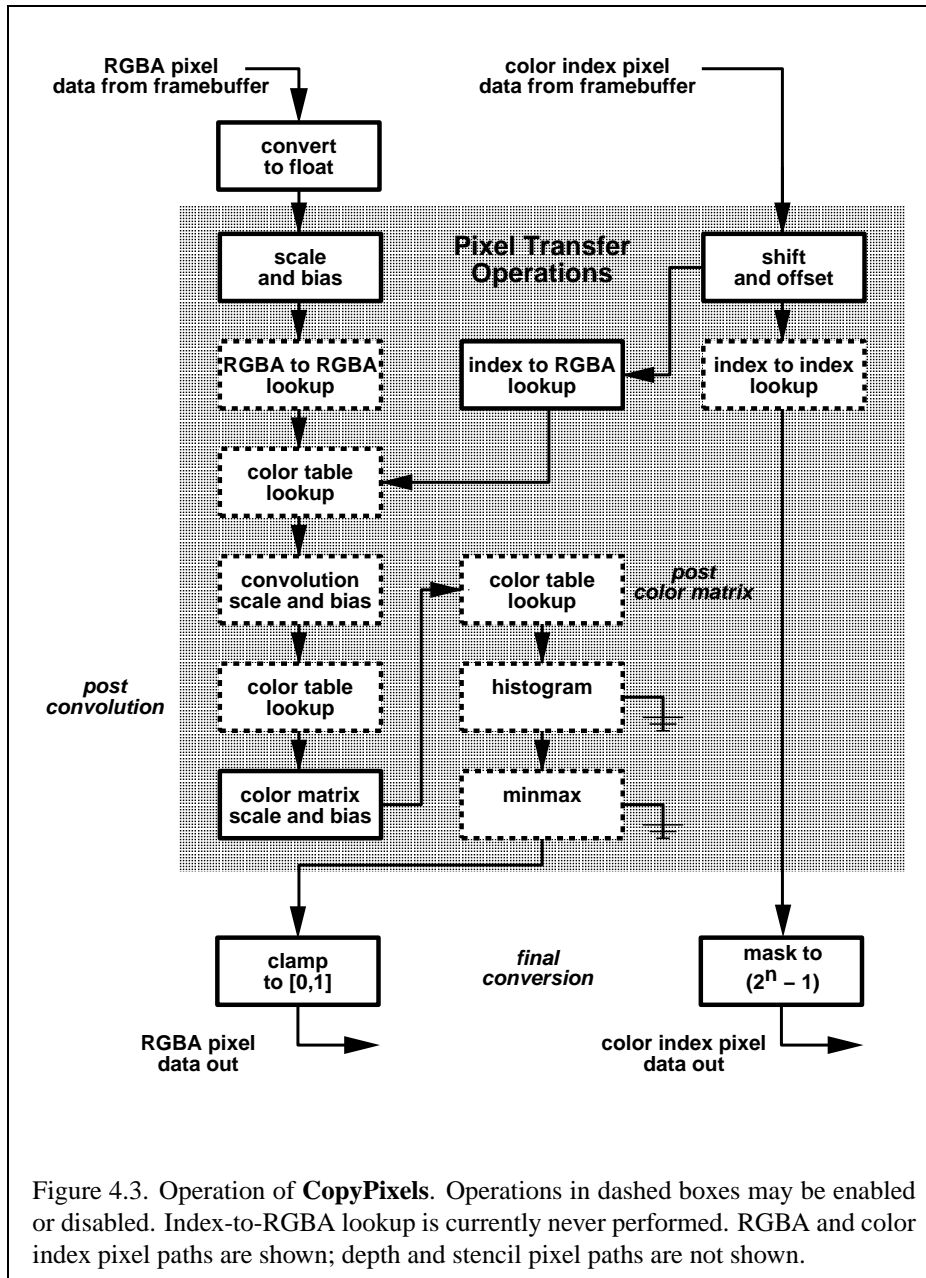 RGBA pixel
data from framebuffer
color index pixel
data from framebuffer
convert
to float
Pixel Transfer
Operations
scale
and bias
shift
and offset
RGBA to RGBA
lookup
index to RGBA
lookup
index to index
lookup
color table
lookup
convolution
scale and bias
color table
lookup
post
color matrix
post
convolution
color table
lookup
histogram
color matrix
scale and bias
minmax
clamp
to [0,1]
final
conversion
mask to
(2ⁿ − 1)
RGBA pixel
data out
color index pixel
data out
Figure 4.3. Operation of CopyPixels. Operations in dashed boxes may be enabled
or disabled. Index-to-RGBA lookup is currently never performed. RGBA and color
index pixel paths are shown; depth and stencil pixel paths are not shown.